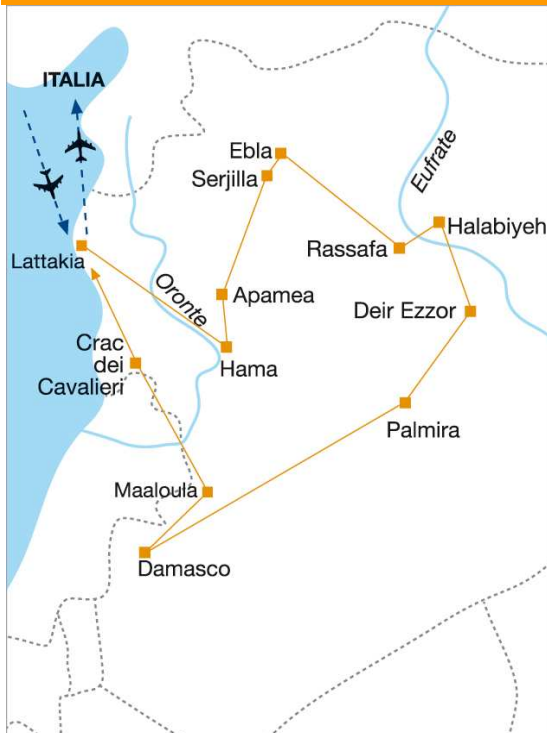 ITALIA
Ebla
Serjilla
Eufrate
Halabiyeh
Rassafa
Lattakia
Oronte
Apamea
Deir Ezzor
Crac
dei
Cavalieri
Hama
Palmira
Maaloula
Damasco